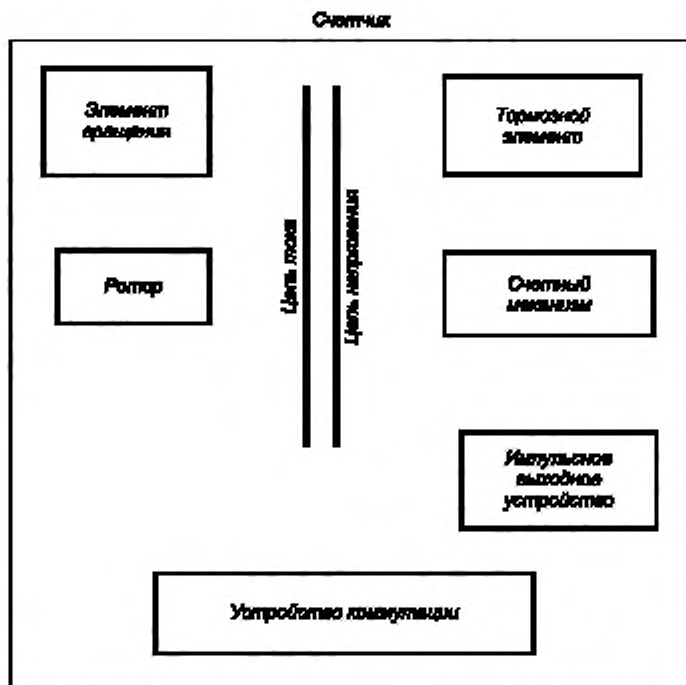 Счетчик
Элемент
вращения
Тормозной
элемент
Цепь тока
Цепь напряжения
Ротор
Счетный
механизм
Импульсное
выходное
устройство
Устройство коммутации